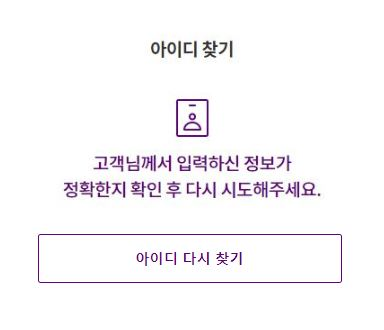 아이디 찾기
고객님께서 입력하신 정보가
정확한지 확인 후 다시 시도해주세요.
아이디 다시 찾기